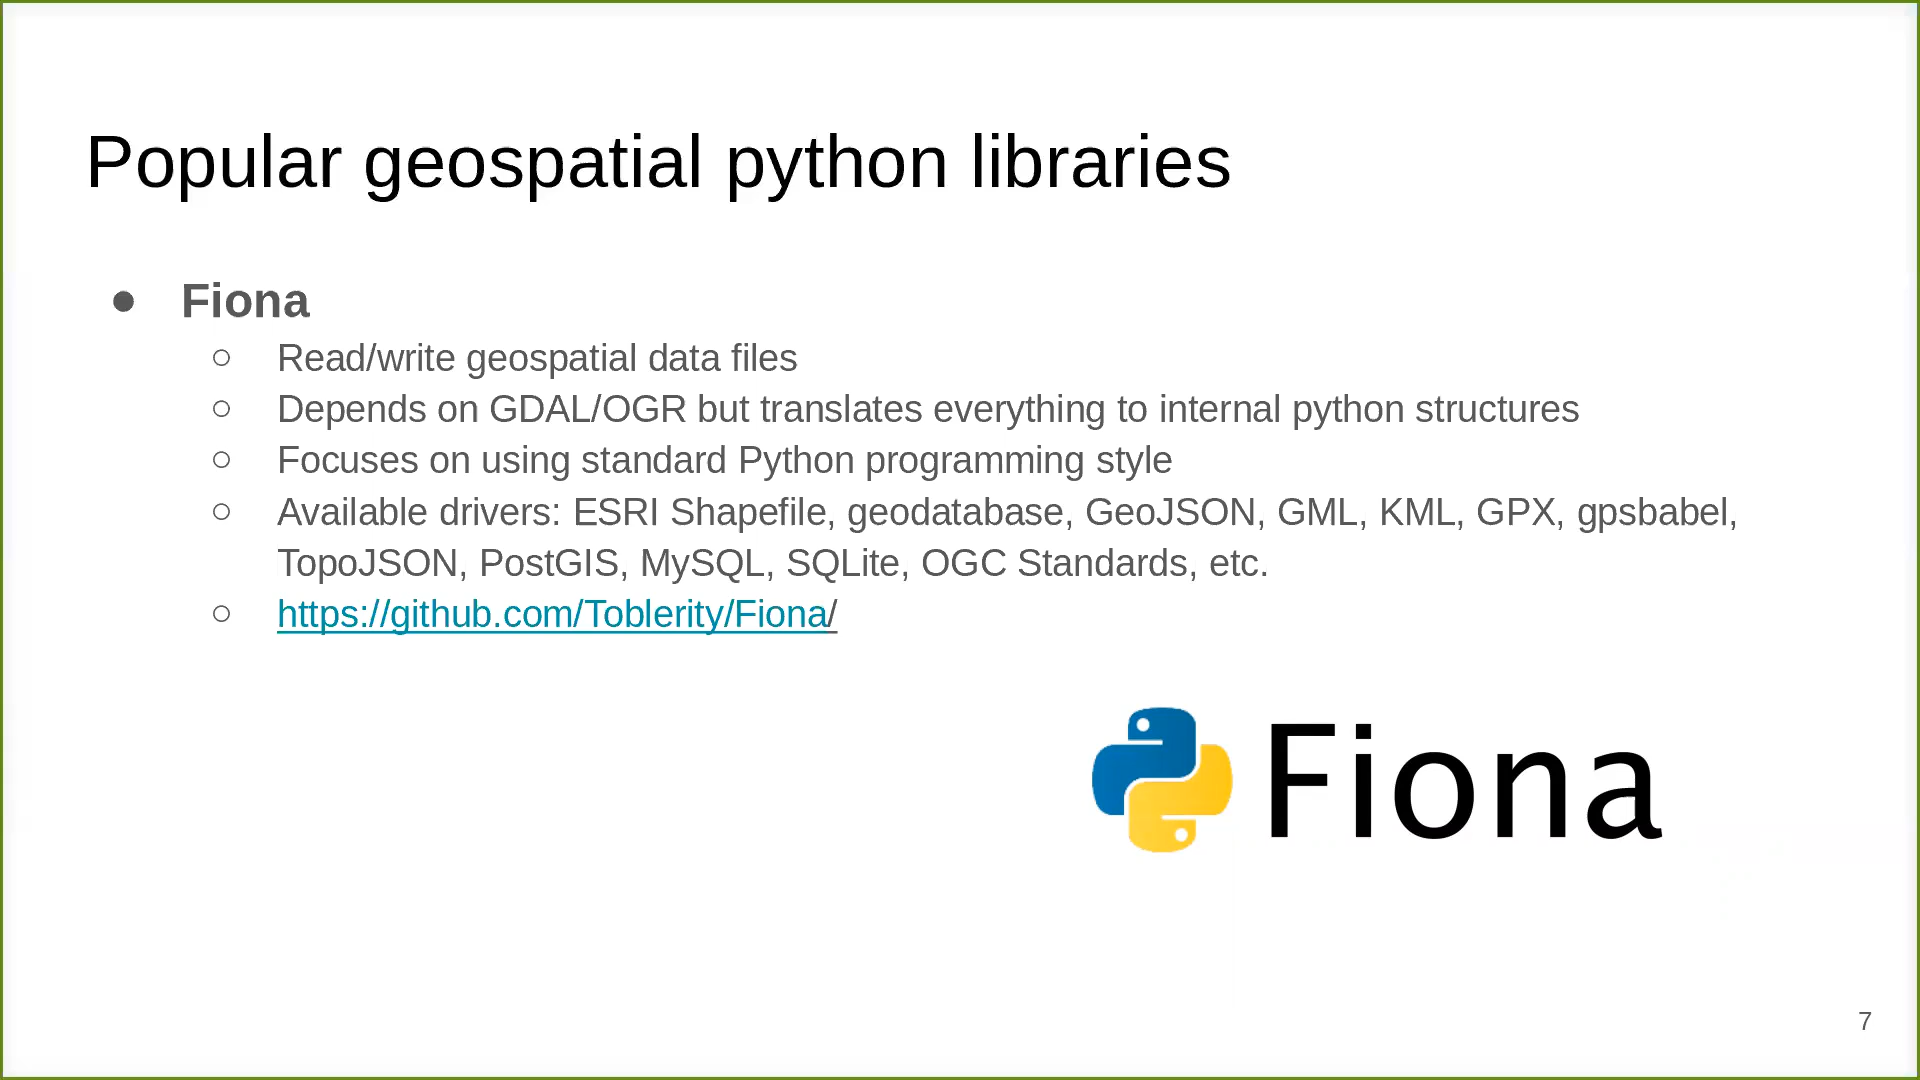 Popular geospatial python libraries
● Fiona
○ Read/write geospatial data files
○ Depends on GDAL/OGR but translates everything to internal python structures
○ Focuses on using standard Python programming style
○ Available drivers: ESRI Shapefile, geodatabase, GeoJSON, GML, KML, GPX, gpsbabel,
TopoJSON, PostGIS, MySQL, SQLite, OGC Standards, etc.
○ https://github.com/Toblerity/Fiona/
Fiona
7